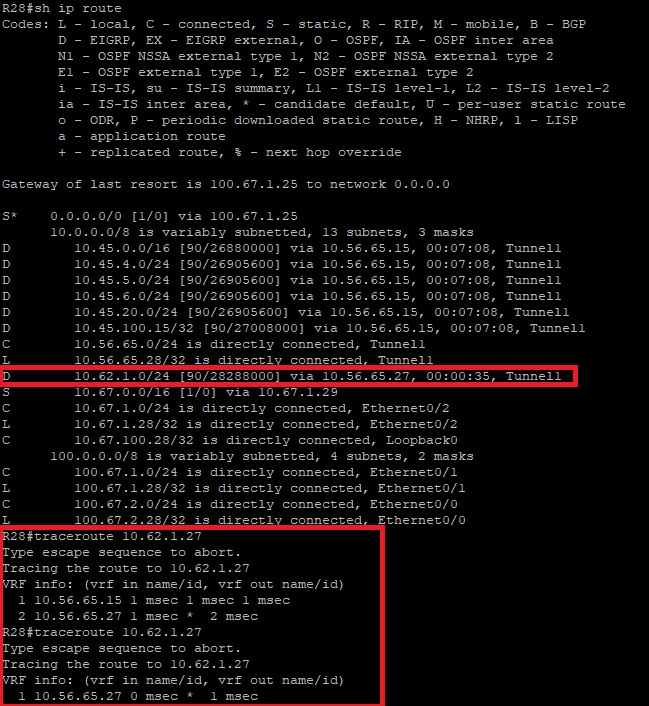 R28#sh ip route
Codes: L - local, C - connected, S - static, R - RIP, M - mobile, B - BGP
       D - EIGRP, EX - EIGRP external, O - OSPF, IA - OSPF inter area
       N1 - OSPF NSSA external type 1, N2 - OSPF NSSA external type 2
       E1 - OSPF external type 1, E2 - OSPF external type 2
       i - IS-IS, su - IS-IS summary, L1 - IS-IS level-1, L2 - IS-IS level-2
       ia - IS-IS inter area, * - candidate default, U - per-user static route
       o - ODR, P - periodic downloaded static route, H - NHRP, l - LISP
       a - application route
       + - replicated route, % - next hop override

Gateway of last resort is 100.67.1.25 to network 0.0.0.0

S*    0.0.0.0/0 [1/0] via 100.67.1.25
      10.0.0.0/8 is variably subnetted, 13 subnets, 3 masks
D        10.45.0.0/16 [90/26880000] via 10.56.65.15, 00:07:08, Tunnel1
D        10.45.4.0/24 [90/26905600] via 10.56.65.15, 00:07:08, Tunnel1
D        10.45.5.0/24 [90/26905600] via 10.56.65.15, 00:07:08, Tunnel1
D        10.45.6.0/24 [90/26905600] via 10.56.65.15, 00:07:08, Tunnel1
D        10.45.20.0/24 [90/26905600] via 10.56.65.15, 00:07:08, Tunnel1
D        10.45.100.15/32 [90/27008000] via 10.56.65.15, 00:07:08, Tunnel1
C        10.56.65.0/24 is directly connected, Tunnel1
L        10.56.65.28/32 is directly connected, Tunnel1
D        10.62.1.0/24 [90/28288000] via 10.56.65.27, 00:00:35, Tunnel1
S        10.67.0.0/16 [1/0] via 10.67.1.29
C        10.67.1.0/24 is directly connected, Ethernet0/2
L        10.67.1.28/32 is directly connected, Ethernet0/2
C        10.67.100.28/32 is directly connected, Loopback0
      100.0.0.0/8 is variably subnetted, 4 subnets, 2 masks
C        100.67.1.0/24 is directly connected, Ethernet0/1
L        100.67.1.28/32 is directly connected, Ethernet0/1
C        100.67.2.0/24 is directly connected, Ethernet0/0
L        100.67.2.28/32 is directly connected, Ethernet0/0
R28#traceroute 10.62.1.27
Type escape sequence to abort.
Tracing the route to 10.62.1.27
VRF info: (vrf in name/id, vrf out name/id)
  1 10.56.65.15 1 msec 1 msec 1 msec
  2 10.56.65.27 1 msec *  2 msec
R28#traceroute 10.62.1.27
Type escape sequence to abort.
Tracing the route to 10.62.1.27
VRF info: (vrf in name/id, vrf out name/id)
  1 10.56.65.27 0 msec *  1 msec